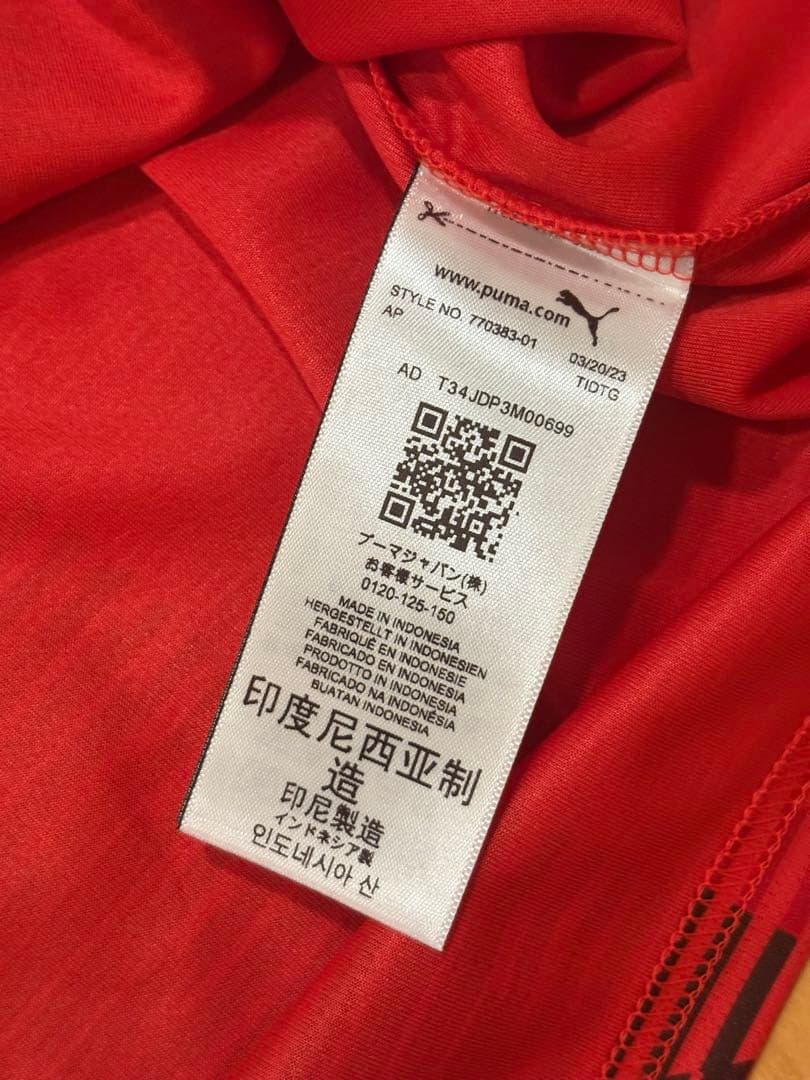 www.puma.com
STYLE NO. 770383-01
AP
03/20/23
TIDTG
AD T34JDP3M00699
プーマジャパン(株)
お客様サービス
0120-125-150
MADE IN INDONESIA
HERGESTELLT IN INDONESIEN
FABRIQUÉ EN INDONESIE
FABRICADO EN INDONESIA
PRODOTTO IN INDONESIA
FABRICADO NA INDONÉSIA
BUATAN INDONESIA
印度尼西亚制
造
印尼製造
インドネシア製
인도네시아 산